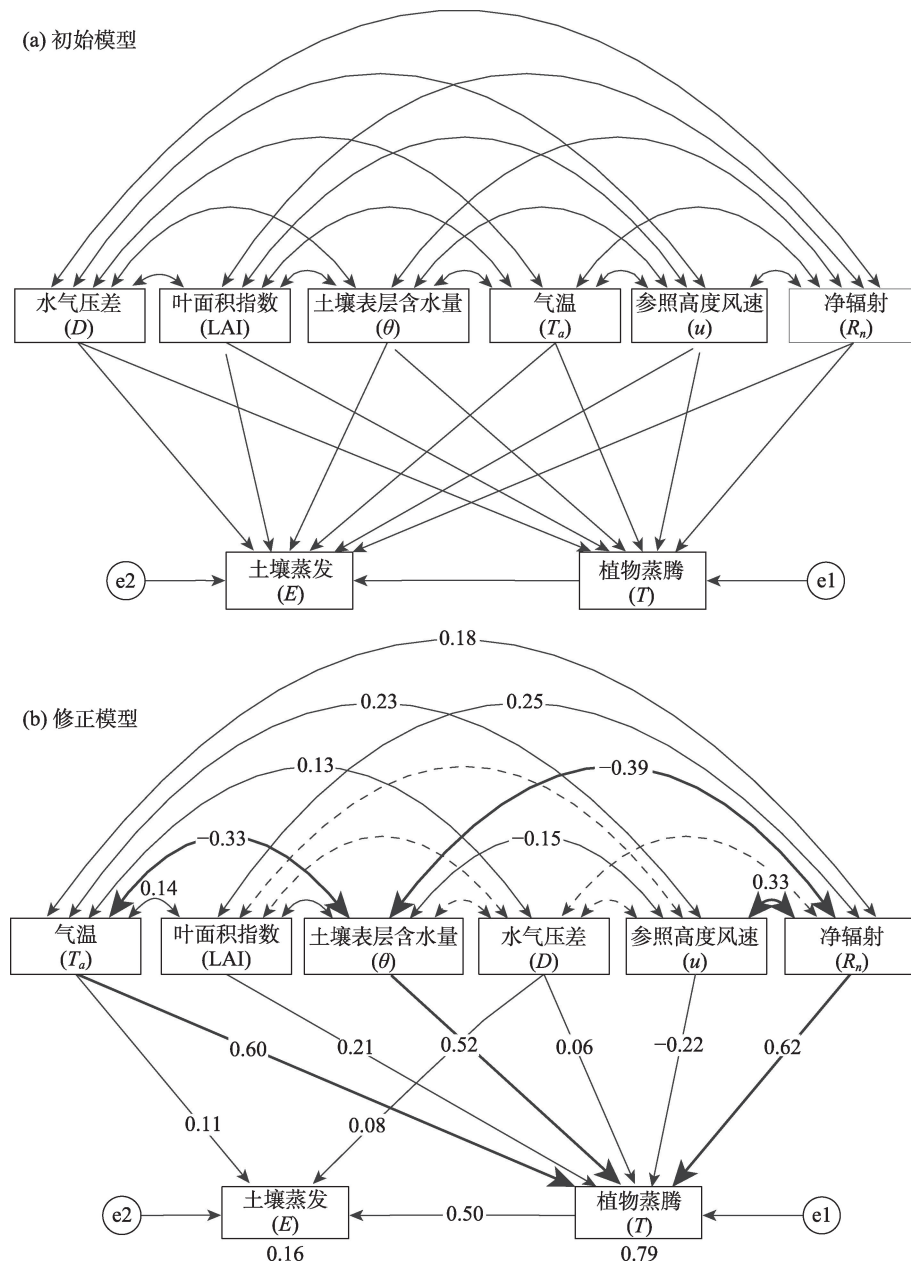 (a) 初始模型
水气压差
(D)
叶面积指数
(LAI)
土壤表层含水量
(θ)
气温
(Ta)
参照高度风速
(u)
净辐射
(Rn)
e2
土壤蒸发
(E)
植物蒸腾
(T)
e1
(b) 修正模型
0.18
0.23
0.25
0.13
−0.39
−0.33
−0.15
0.14
0.33
气温
(Ta)
叶面积指数
(LAI)
土壤表层含水量
(θ)
水气压差
(D)
参照高度风速
(u)
净辐射
(Rn)
0.60
0.21
0.52
0.06
−0.22
0.62
0.11
0.08
e2
土壤蒸发
(E)
0.50
植物蒸腾
(T)
e1
0.16
0.79